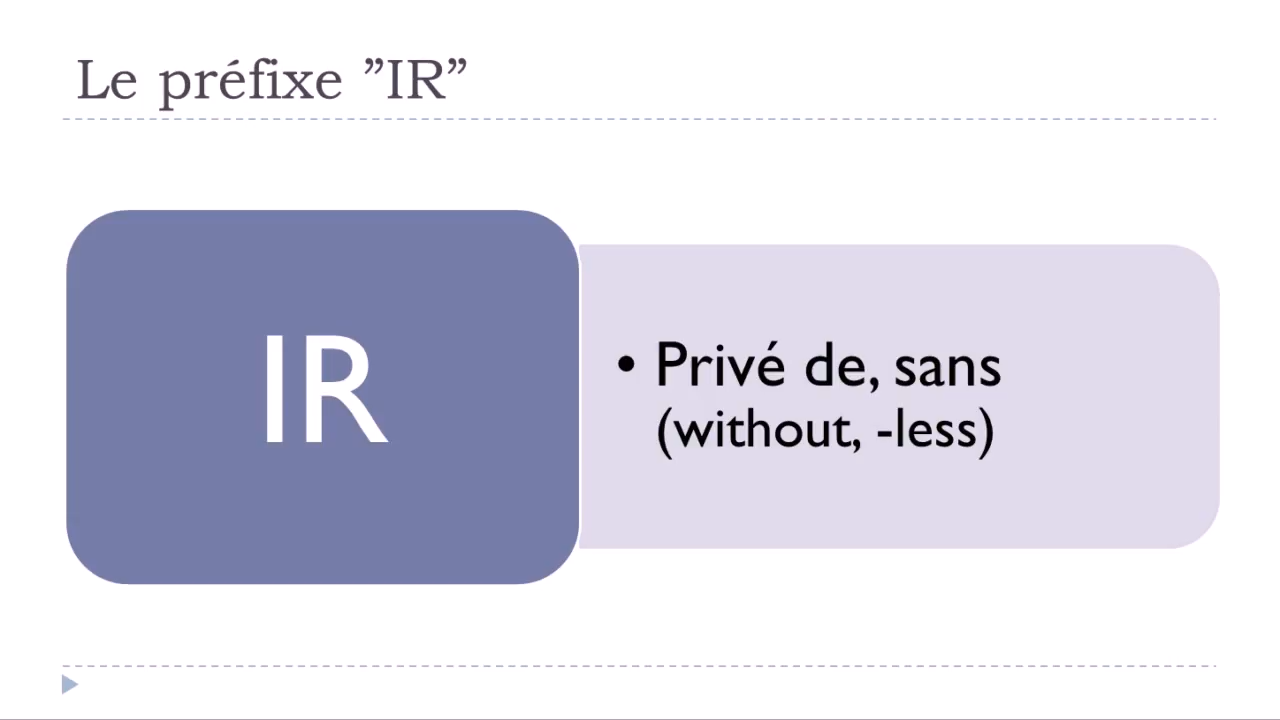 Le préfixe ”IR”
IR
• Privé de, sans
(without, -less)